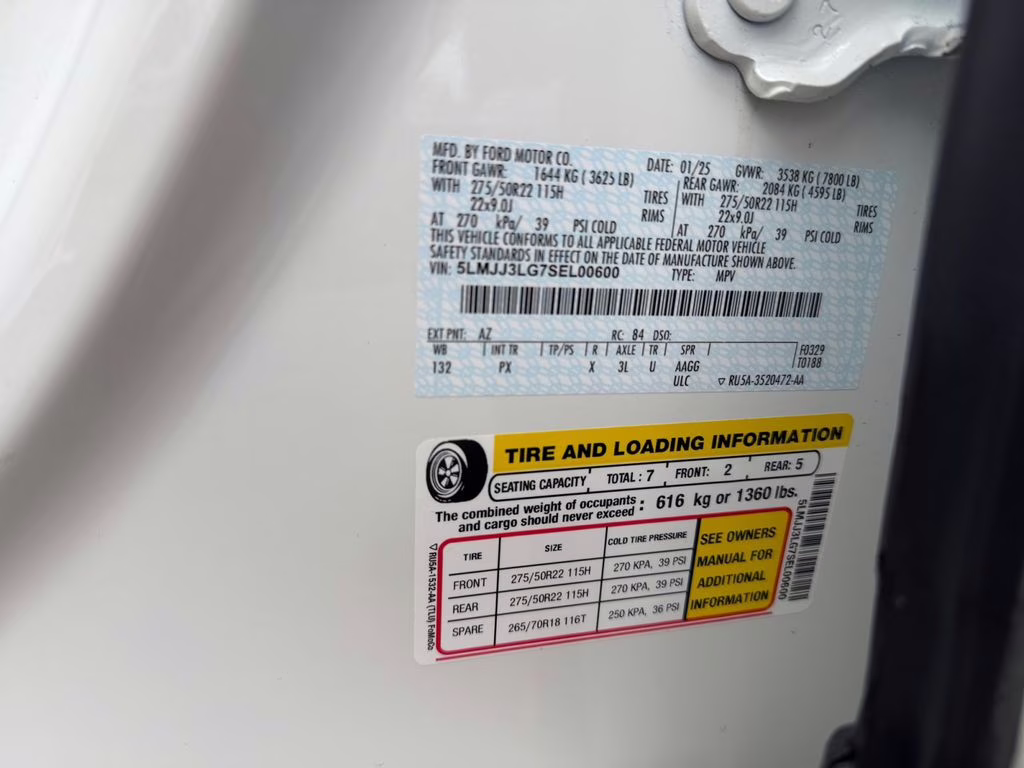 27
MFD. BY FORD MOTOR CO. DATE: 01/25 GVWR: 3538 KG ( 7800 LB)
FRONT GAWR: 1644 KG ( 3625 LB) REAR GAWR: 2084 KG ( 4595 LB)
WITH 275/50R22 115H TIRES WITH 275/50R22 115H TIRES
22x9.0J RIMS 22x9.0J RIMS
AT 270 kPa/ 39 PSI COLD AT 270 kPa/ 39 PSI COLD
THIS VEHICLE CONFORMS TO ALL APPLICABLE FEDERAL MOTOR VEHICLE
SAFETY STANDARDS IN EFFECT ON THE DATE OF MANUFACTURE SHOWN ABOVE.
VIN: 5LMJJ3LG7SEL00600 TYPE: MPV
EXT PNT: AZ RC: 84 DSO:
WB INT TR TP/PS R AXLE TR SPR F0329
132 PX X 3L U AAGG T0188
ULC ▽ RU5A-3520472-AA
TIRE AND LOADING INFORMATION
SEATING CAPACITY TOTAL : 7 FRONT: 2 REAR: 5
The combined weight of occupants and cargo should never exceed : 616 kg or 1360 lbs.
TIRE SIZE COLD TIRE PRESSURE
FRONT 275/50R22 115H 270 KPA, 39 PSI
REAR 275/50R22 115H 270 KPA, 39 PSI
SPARE 265/70R18 116T 250 KPA, 36 PSI
SEE OWNERS
MANUAL FOR
ADDITIONAL
INFORMATION
5LMJJ3LG7SEL00600
▽ RU5A-1532-AA (TLU) FoMoCo